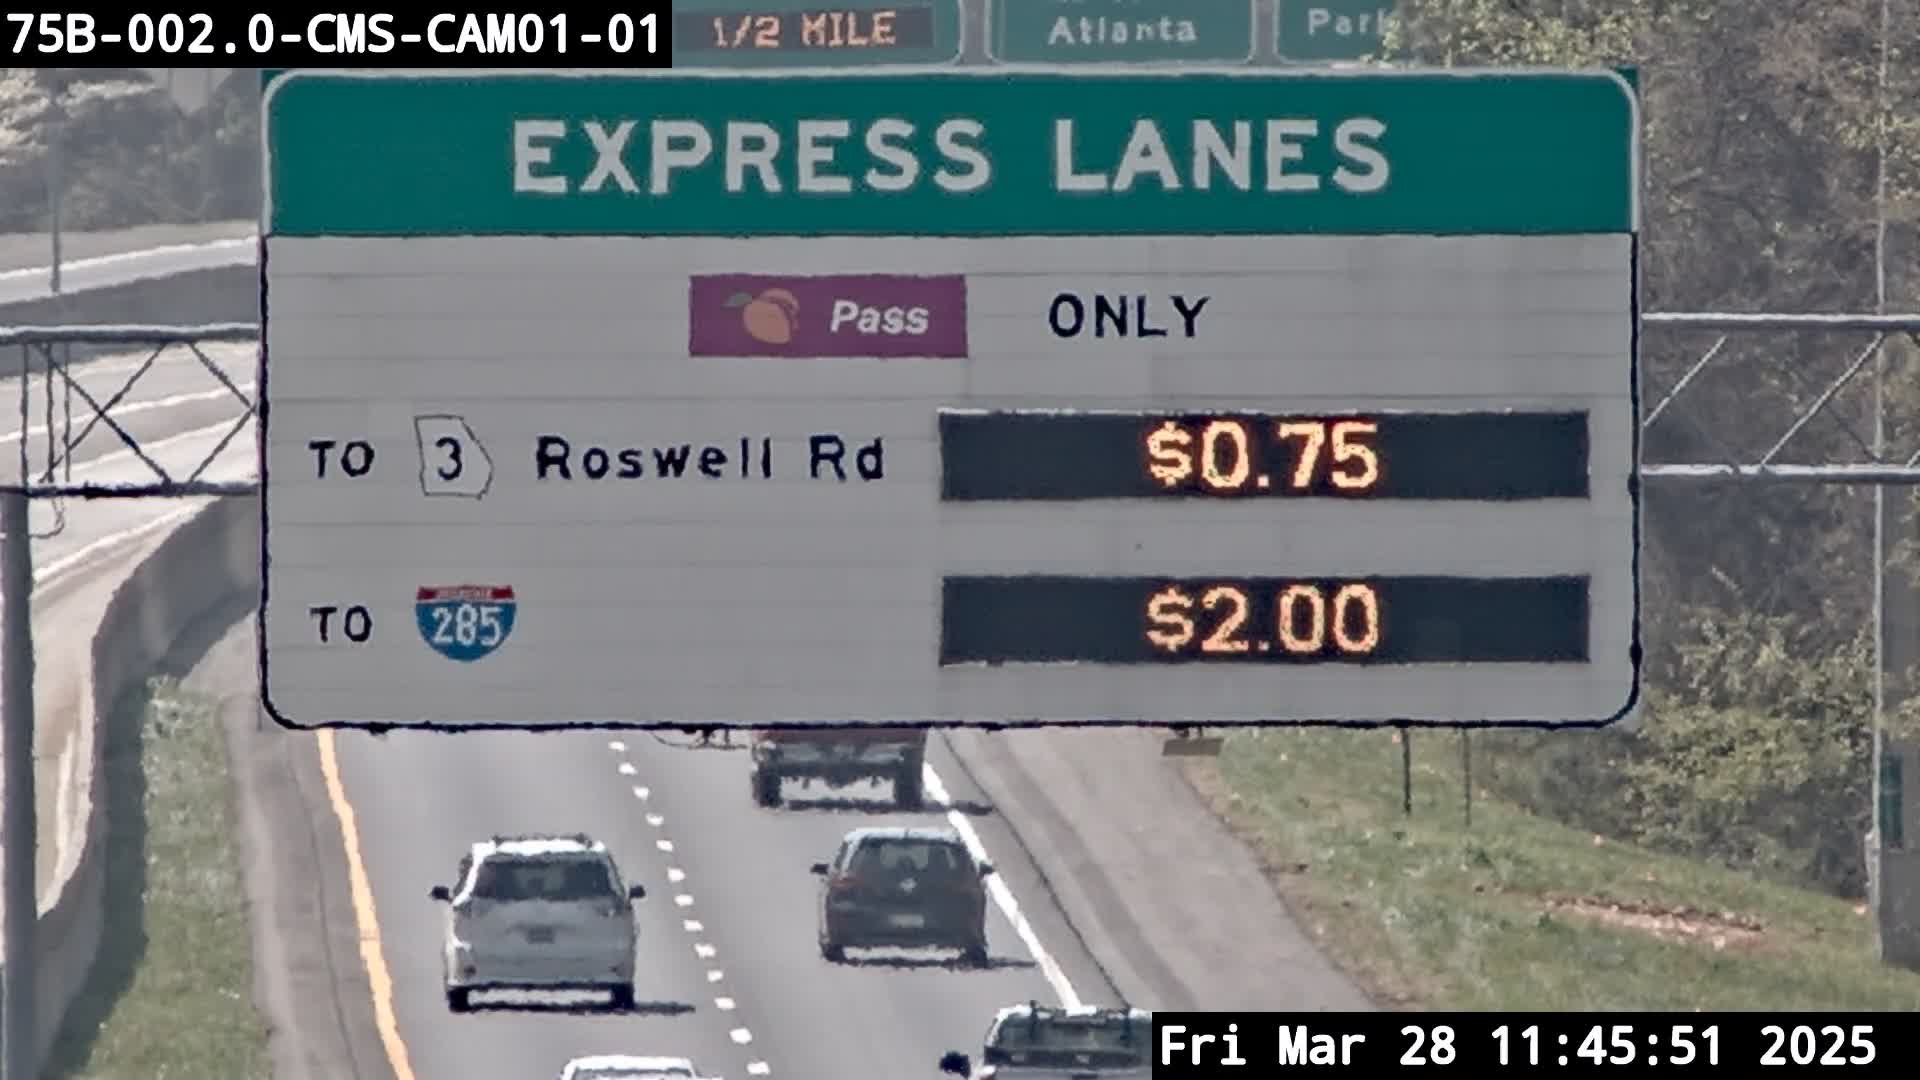 75B-002.0-CMS-CAM01-01
1/2 MILE
Atlanta
EXPRESS LANES
Pass ONLY
TO 3 Roswell Rd $0.75
TO 285 $2.00
Fri Mar 28 11:45:51 2025